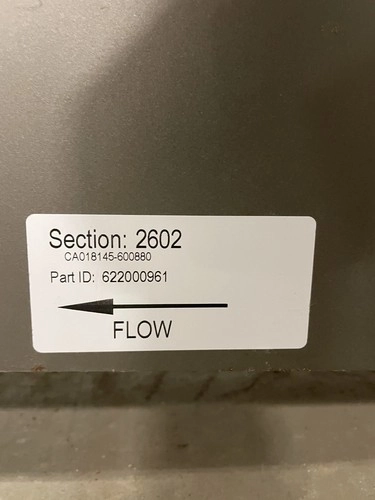 Section: 2602
CA018145-600880
Part ID: 622000961
FLOW